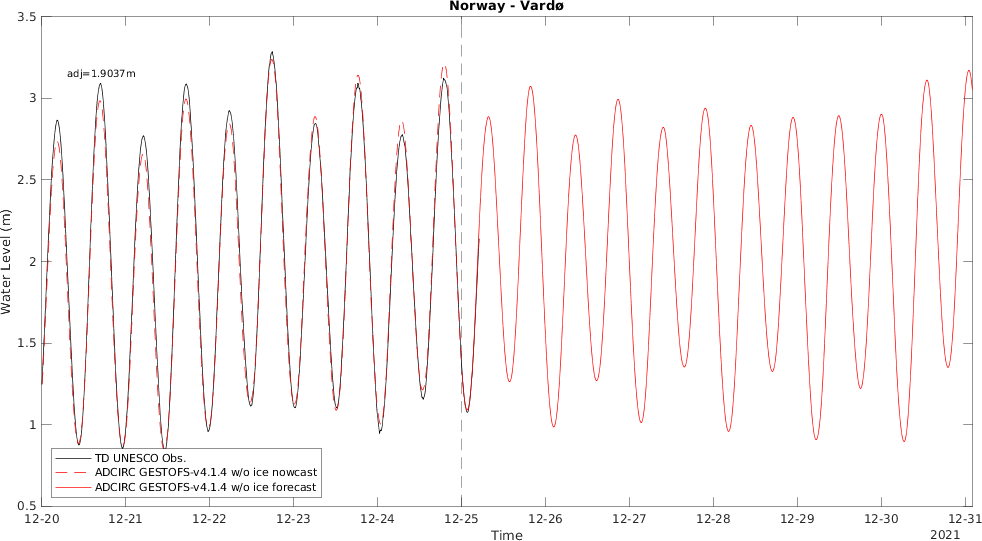 Norway - Vardø
3.5
adj=1.9037m
3
2.5
2
1.5
1
0.5
Water Level (m)
TD UNESCO Obs.
ADCIRC GESTOFS-v4.1.4 w/o ice nowcast
ADCIRC GESTOFS-v4.1.4 w/o ice forecast
12-20 12-21 12-22 12-23 12-24 12-25 12-26 12-27 12-28 12-29 12-30 12-31
Time
2021